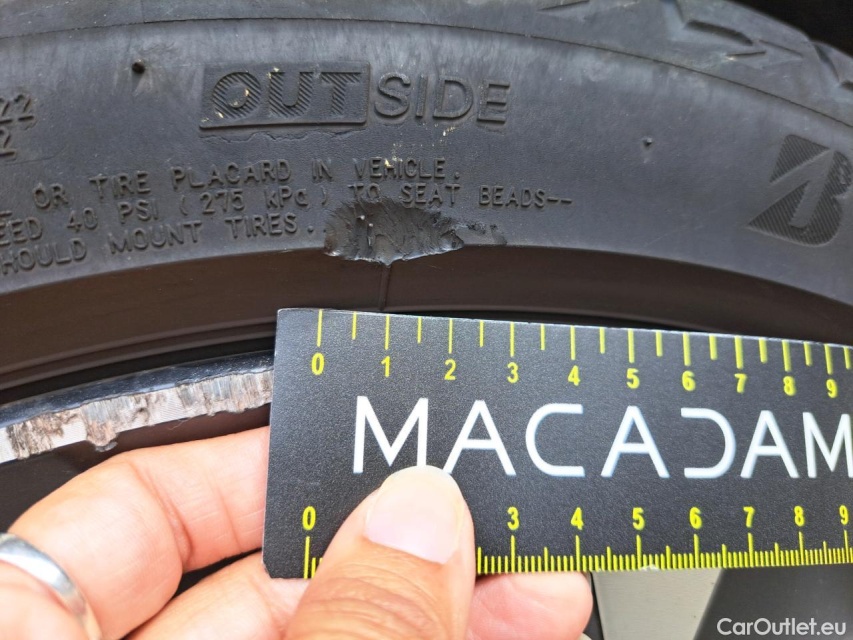 OUTSIDE
22
2
E OR TIRE PLACARD IN VEHICLE.
EED 40 PSI (275 kPa) TO SEAT BEADS--
HOULD MOUNT TIRES.
B
0 1 2 3 4 5 6 7 8 9
MACADAM
0 3 4 5 6 7 8 9
CarOutlet.eu